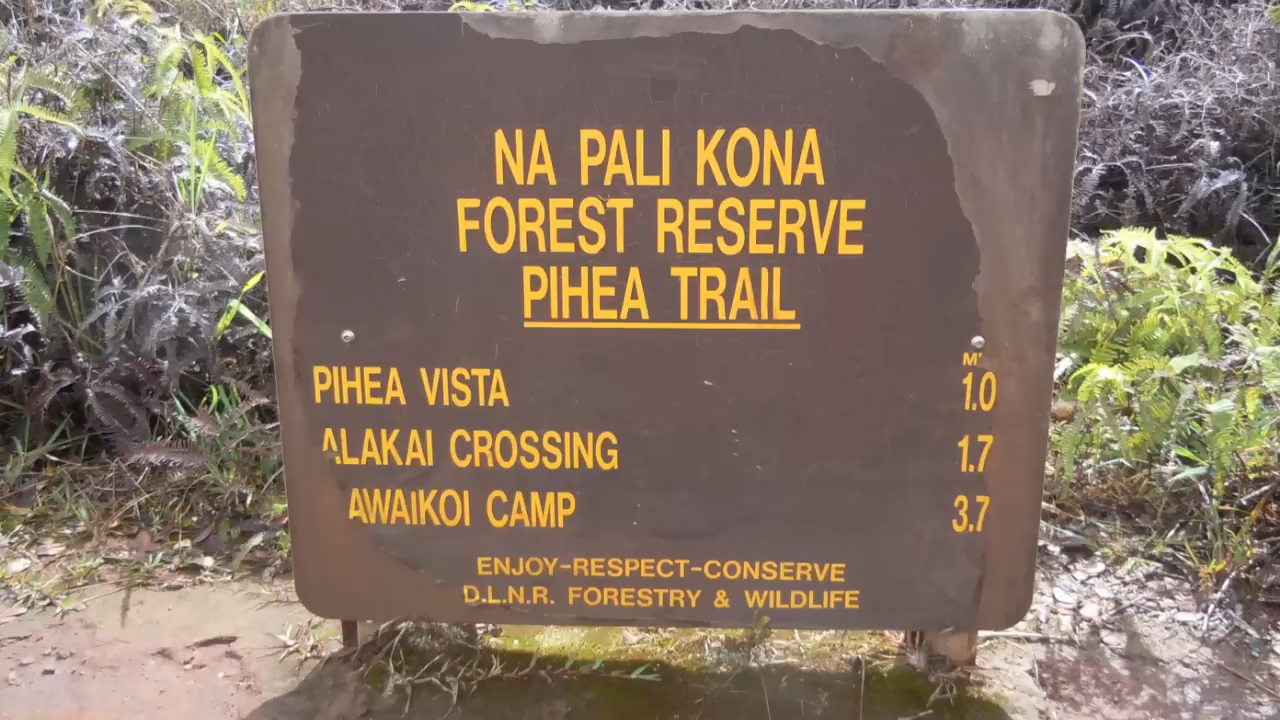 NA PALI KONA
FOREST RESERVE
PIHEA TRAIL
M'
PIHEA VISTA 1.0
ALAKAI CROSSING 1.7
AWAIKOI CAMP 3.7
ENJOY-RESPECT-CONSERVE
D.L.N.R. FORESTRY & WILDLIFE